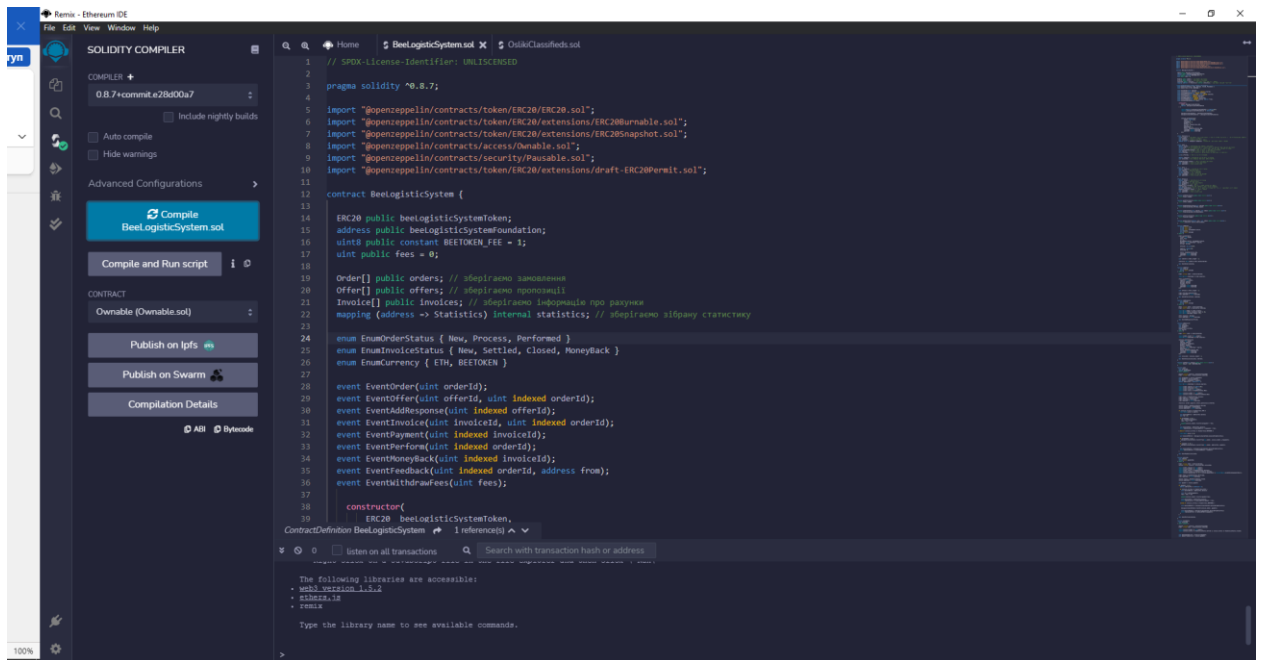 Remix - Ethereum IDE
File Edit View Window Help
туп
SOLIDITY COMPILER
COMPILER +
0.8.7+commit.e28d00a7
Include nightly builds
Auto compile
Hide warnings
Advanced Configurations
Compile
BeeLogisticSystem.sol
Compile and Run script
CONTRACT
Ownable (Ownable.sol)
Publish on Ipfs
Publish on Swarm
Compilation Details
ABI Bytecode
100%
Home BeeLogisticSystem.sol OslikiClassifieds.sol
1 // SPDX-License-Identifier: UNLISCENSED
2
3 pragma solidity ^0.8.7;
4
5 import "@openzeppelin/contracts/token/ERC20/ERC20.sol";
6 import "@openzeppelin/contracts/token/ERC20/extensions/ERC20Burnable.sol";
7 import "@openzeppelin/contracts/token/ERC20/extensions/ERC20Snapshot.sol";
8 import "@openzeppelin/contracts/access/Ownable.sol";
9 import "@openzeppelin/contracts/security/Pausable.sol";
10 import "@openzeppelin/contracts/token/ERC20/extensions/draft-ERC20Permit.sol";
11
12 contract BeeLogisticSystem {
13
14 ERC20 public beeLogisticSystemToken;
15 address public beeLogisticSystemFoundation;
16 uint8 public constant BEETOKEN_FEE = 1;
17 uint public fees = 0;
18
19 Order[] public orders; // зберігаємо замовлення
20 Offer[] public offers; // зберігаємо пропозиції
21 Invoice[] public invoices; // зберігаємо інформацію про рахунки
22 mapping (address => Statistics) internal statistics; // зберігаємо зібрану статистику
23
24 enum EnumOrderStatus { New, Process, Performed }
25 enum EnumInvoiceStatus { New, Settled, Closed, MoneyBack }
26 enum EnumCurrency { ETH, BEETOKEN }
27
28 event EventOrder(uint orderId);
29 event EventOffer(uint offerId, uint indexed orderId);
30 event EventAddResponse(uint indexed offerId);
31 event EventInvoice(uint invoiceId, uint indexed orderId);
32 event EventPayment(uint indexed invoiceId);
33 event EventPerform(uint indexed orderId);
34 event EventMoneyBack(uint indexed invoiceId);
35 event EventFeedback(uint indexed orderId, address from);
36 event EventWithdrawFees(uint fees);
37
38 constructor(
39 ERC20 beeLogisticSystemToken,
ContractDefinition BeeLogisticSystem 1 reference(s)
0 listen on all transactions Search with transaction hash or address
The following libraries are accessible:
web3 version 1.5.2
ethers.js
remix
Type the library name to see available commands.
>